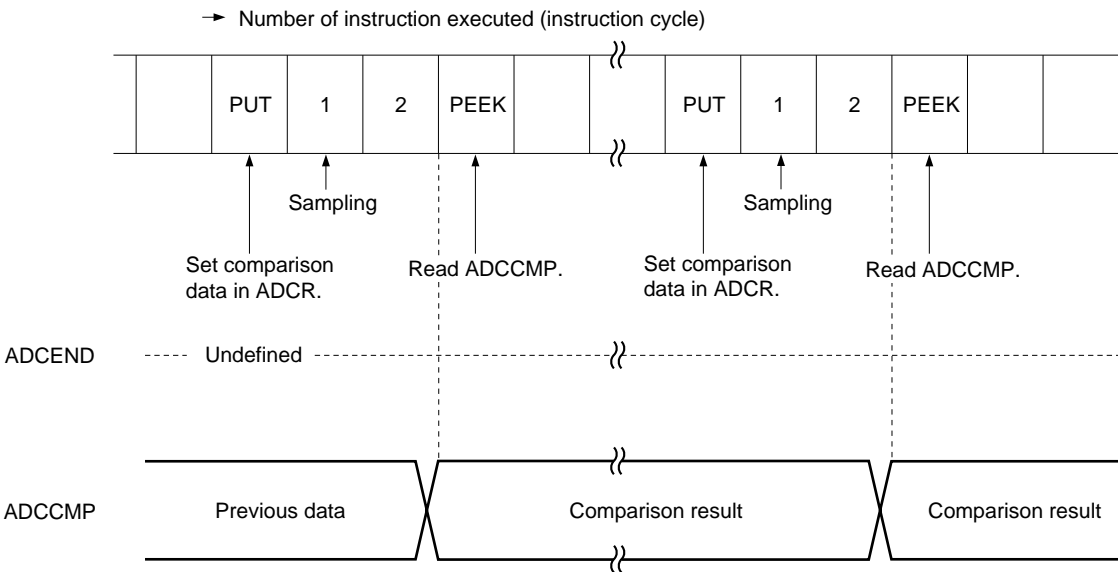 → Number of instruction executed (instruction cycle)
PUT 1 2 PEEK PUT 1 2 PEEK
Sampling Sampling
Set comparison Read ADCCMP. Set comparison Read ADCCMP.
data in ADCR. data in ADCR.
ADCEND Undefined
ADCCMP Previous data Comparison result Comparison result